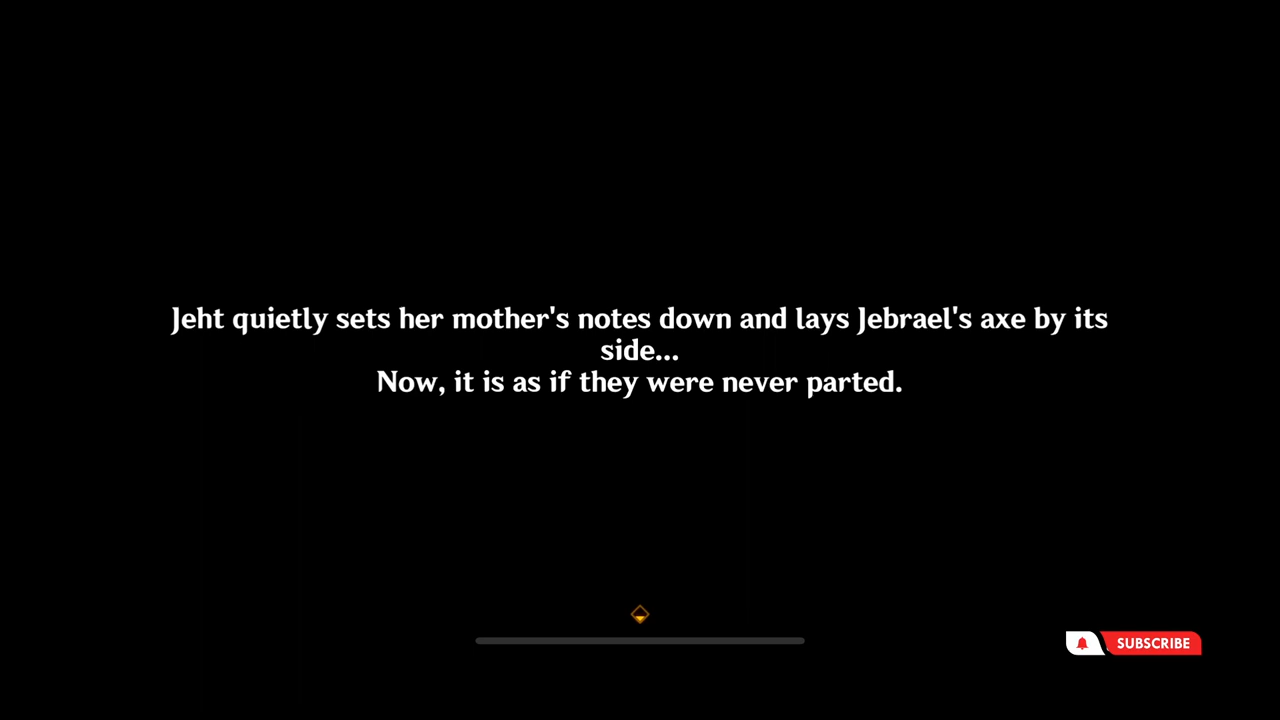 Jeht quietly sets her mother's notes down and lays Jebrael's axe by its
side...
Now, it is as if they were never parted.
SUBSCRIBE